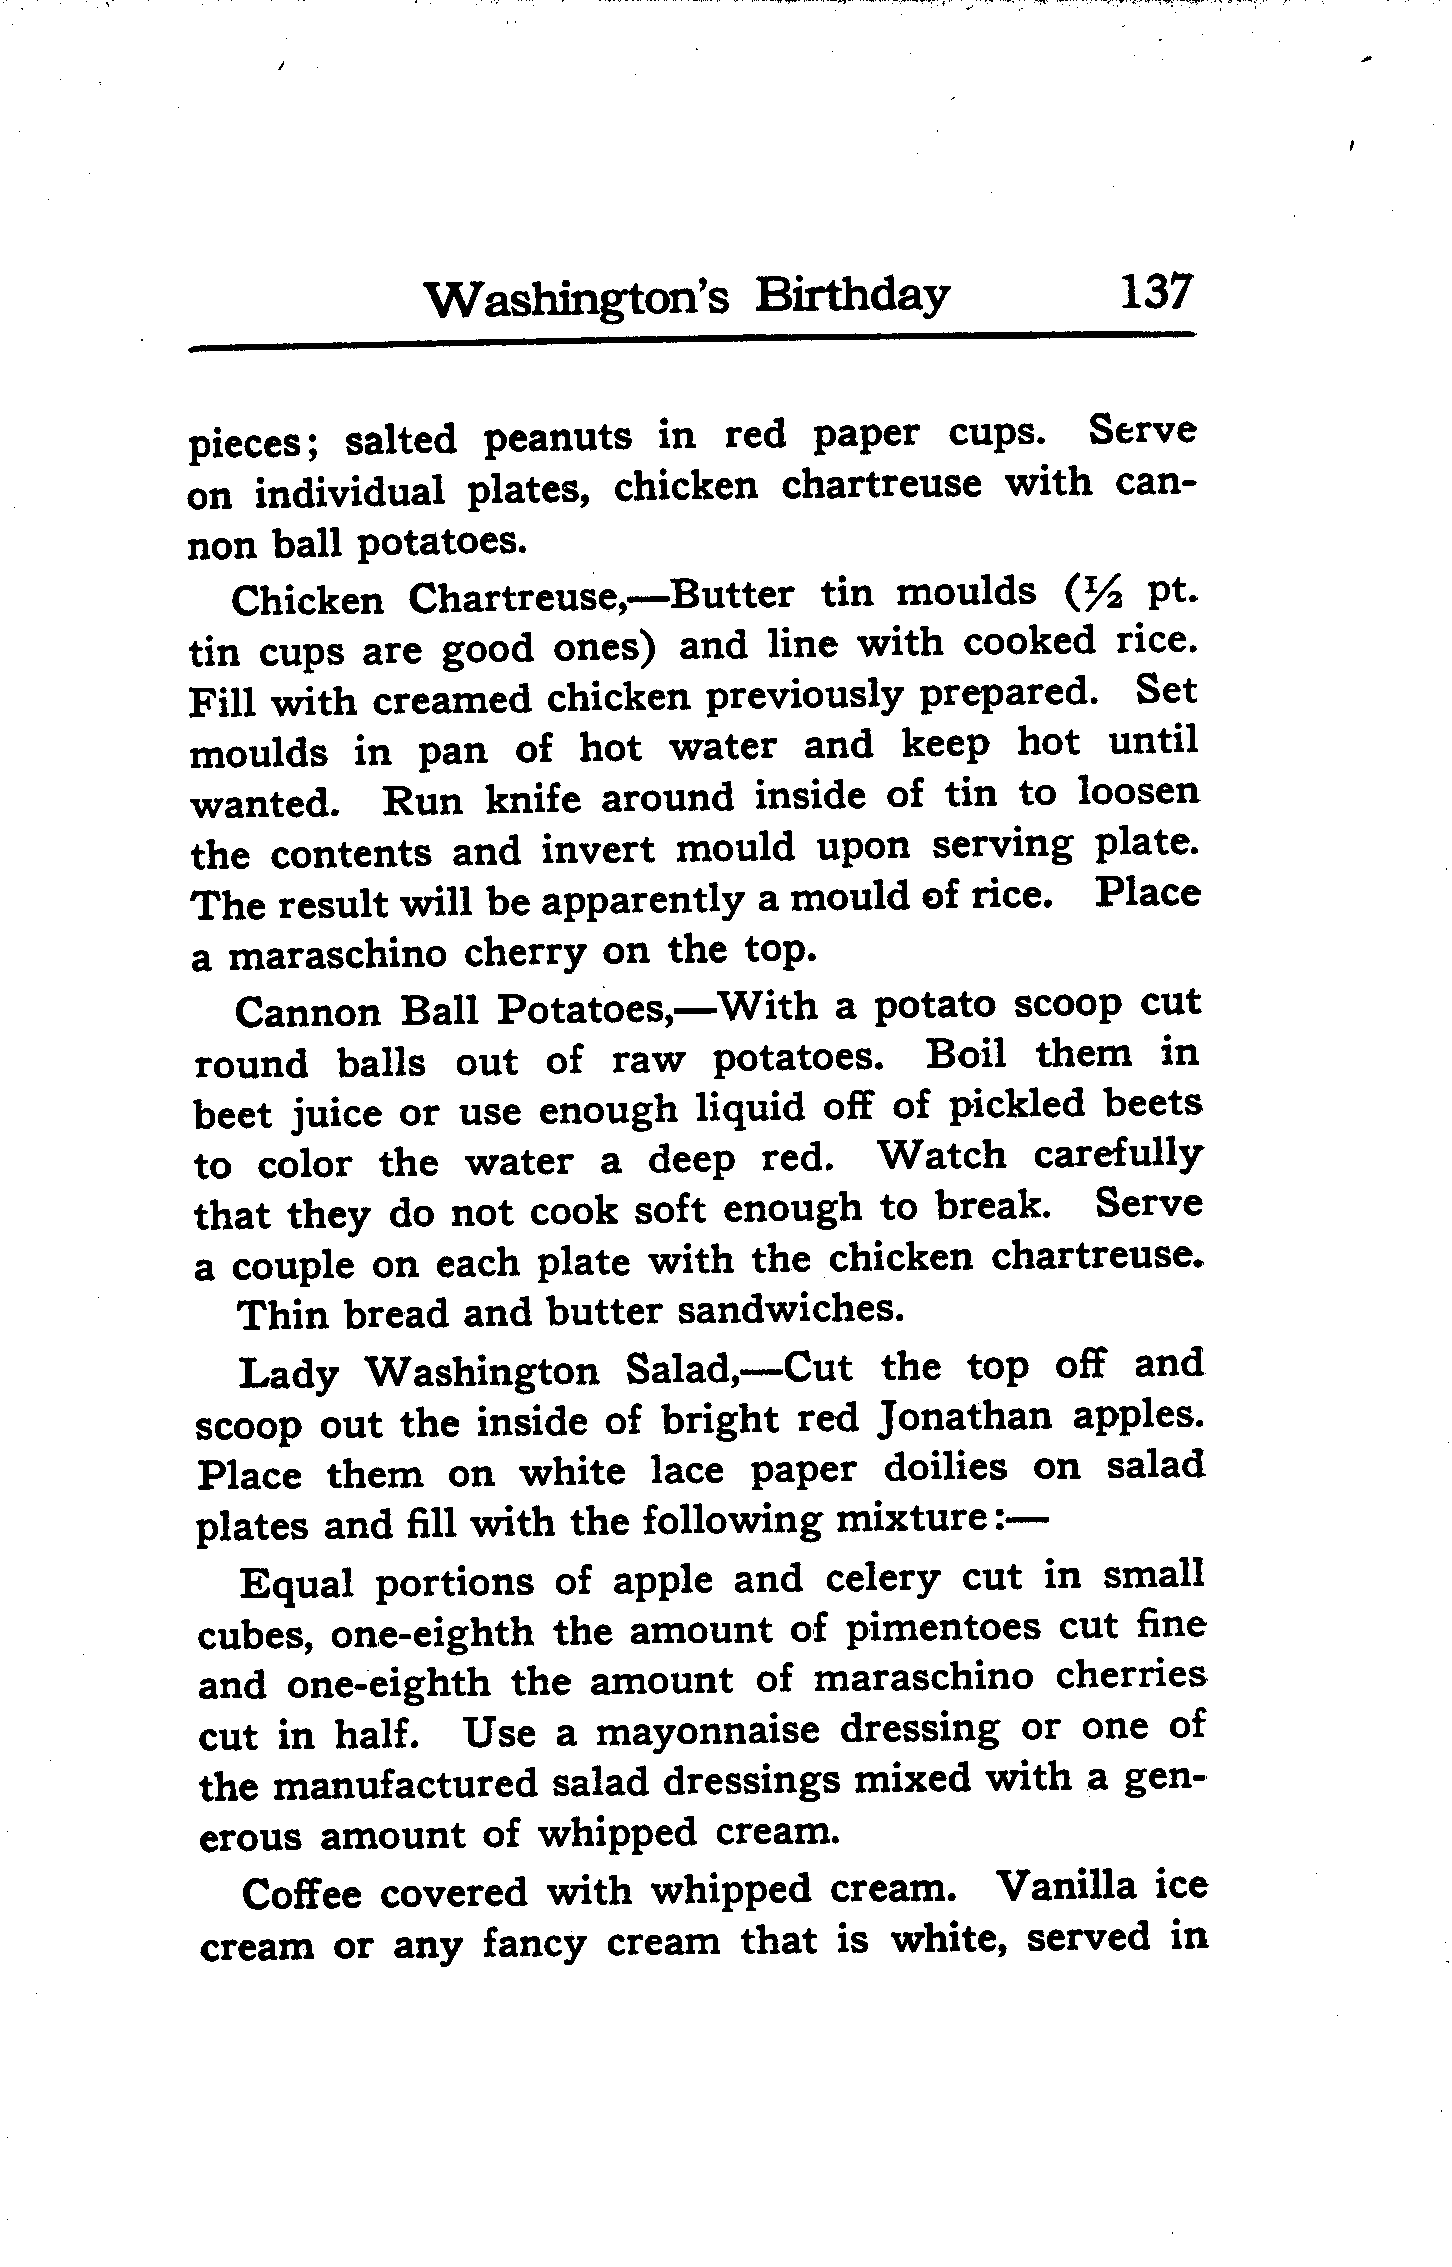 Washington's Birthday 137
pieces; salted peanuts in red paper cups. Serve
on individual plates, chicken chartreuse with can-
non ball potatoes.
Chicken Chartreuse,—Butter tin moulds (½ pt.
tin cups are good ones) and line with cooked rice.
Fill with creamed chicken previously prepared. Set
moulds in pan of hot water and keep hot until
wanted. Run knife around inside of tin to loosen
the contents and invert mould upon serving plate.
The result will be apparently a mould of rice. Place
a maraschino cherry on the top.
Cannon Ball Potatoes,—With a potato scoop cut
round balls out of raw potatoes. Boil them in
beet juice or use enough liquid off of pickled beets
to color the water a deep red. Watch carefully
that they do not cook soft enough to break. Serve
a couple on each plate with the chicken chartreuse.
Thin bread and butter sandwiches.
Lady Washington Salad,—Cut the top off and
scoop out the inside of bright red Jonathan apples.
Place them on white lace paper doilies on salad
plates and fill with the following mixture:—
Equal portions of apple and celery cut in small
cubes, one-eighth the amount of pimentoes cut fine
and one-eighth the amount of maraschino cherries
cut in half. Use a mayonnaise dressing or one of
the manufactured salad dressings mixed with a gen-
erous amount of whipped cream.
Coffee covered with whipped cream. Vanilla ice
cream or any fancy cream that is white, served in